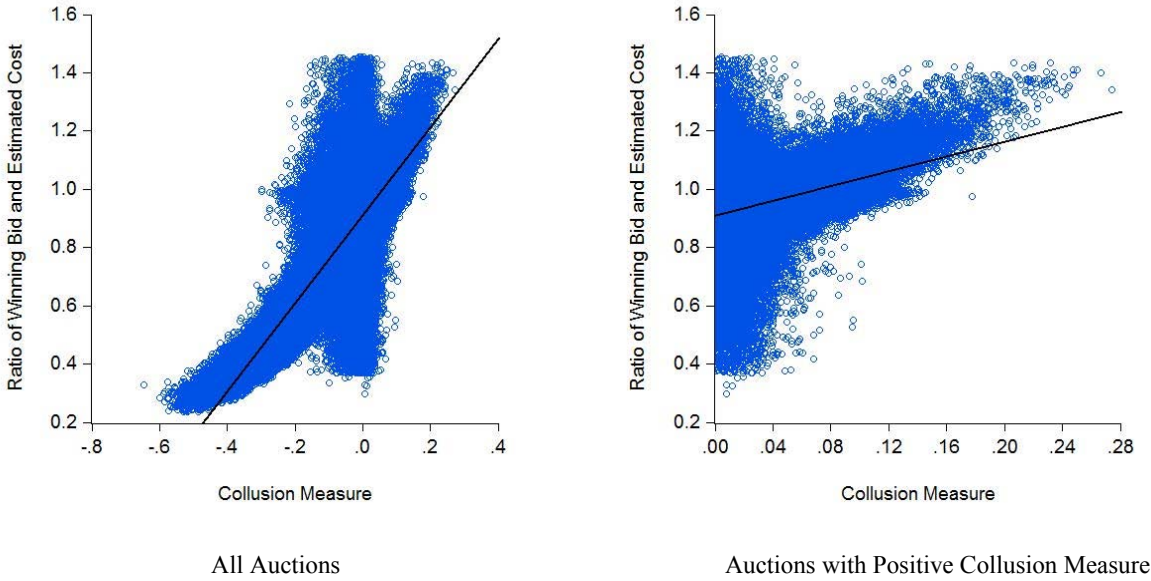 Ratio of Winning Bid and Estimated Cost
1.6
1.4
1.2
1.0
0.8
0.6
0.4
0.2
-.8 -.6 -.4 -.2 .0 .2 .4
Collusion Measure
All Auctions
Ratio of Winning Bid and Estimated Cost
1.6
1.4
1.2
1.0
0.8
0.6
0.4
0.2
.00 .04 .08 .12 .16 .20 .24 .28
Collusion Measure
Auctions with Positive Collusion Measure